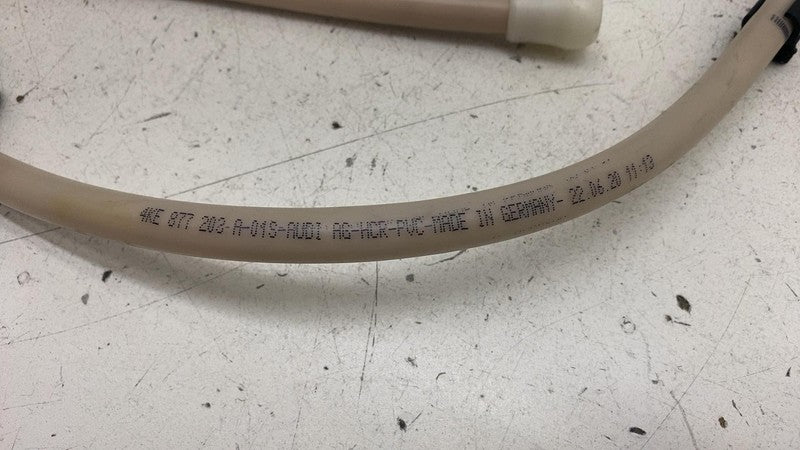 4KE 877 203-A-01S-AUDI AG-HCR-PVC-MADE IN GERMANY- 22.06.20 11:13